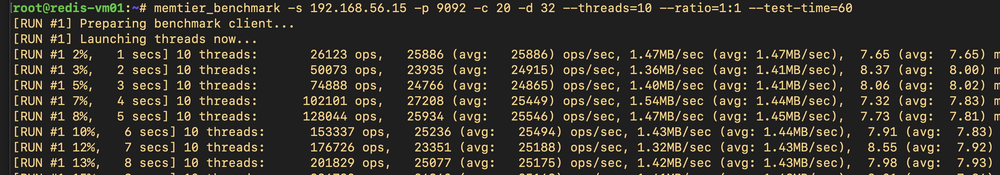 root@redis-vm01:~# memtier_benchmark -s 192.168.56.15 -p 9092 -c 20 -d 32 --threads=10 --ratio=1:1 --test-time=60
[RUN #1] Preparing benchmark client...
[RUN #1] Launching threads now...
[RUN #1 2%,   1 secs] 10 threads:       26123 ops,   25886 (avg:   25886) ops/sec, 1.47MB/sec (avg: 1.47MB/sec),  7.65 (avg:  7.65) m
[RUN #1 3%,   2 secs] 10 threads:       50073 ops,   23935 (avg:   24915) ops/sec, 1.36MB/sec (avg: 1.41MB/sec),  8.37 (avg:  8.00) m
[RUN #1 5%,   3 secs] 10 threads:       74888 ops,   24766 (avg:   24865) ops/sec, 1.40MB/sec (avg: 1.41MB/sec),  8.06 (avg:  8.02) m
[RUN #1 7%,   4 secs] 10 threads:      102101 ops,   27208 (avg:   25449) ops/sec, 1.54MB/sec (avg: 1.44MB/sec),  7.32 (avg:  7.83) m
[RUN #1 8%,   5 secs] 10 threads:      128044 ops,   25934 (avg:   25546) ops/sec, 1.47MB/sec (avg: 1.45MB/sec),  7.73 (avg:  7.81) m
[RUN #1 10%,   6 secs] 10 threads:      153337 ops,   25236 (avg:   25494) ops/sec, 1.43MB/sec (avg: 1.44MB/sec),  7.91 (avg:  7.83)
[RUN #1 12%,   7 secs] 10 threads:      176726 ops,   23351 (avg:   25188) ops/sec, 1.32MB/sec (avg: 1.43MB/sec),  8.55 (avg:  7.92)
[RUN #1 13%,   8 secs] 10 threads:      201829 ops,   25077 (avg:   25175) ops/sec, 1.42MB/sec (avg: 1.43MB/sec),  7.98 (avg:  7.93)